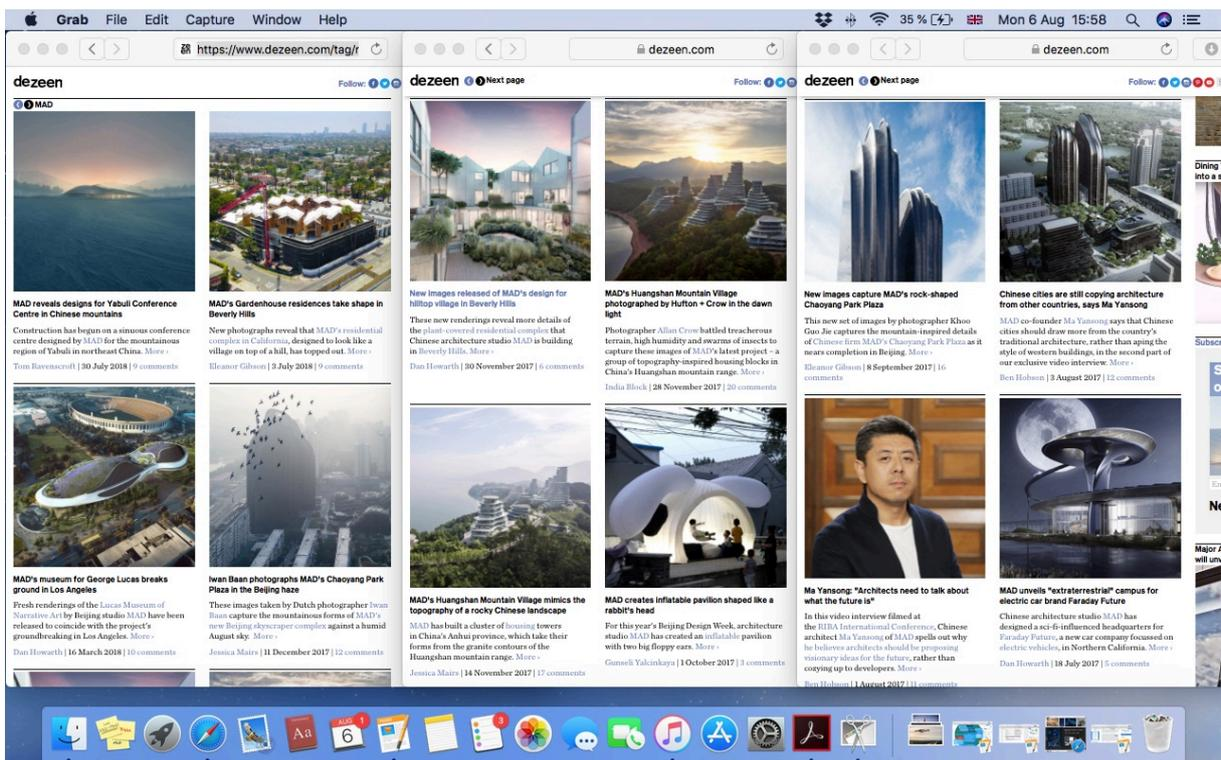 Grab File Edit Capture Window Help
35 % Mon 6 Aug 15:58
https://www.dezeen.com/tag/r
dezeen
Follow:
MAD
MAD reveals designs for Yabuli Conference
Centre in Chinese mountains
Construction has begun on a sinuous conference
centre designed by MAD for the mountainous
region of Yabuli in northeast China. More ›
Tom Ravenscroft | 30 July 2018 | 9 comments
MAD's Gardenhouse residences take shape in
Beverly Hills
New photographs reveal that MAD's residential
complex in California, designed to look like a
village on top of a hill, has topped out. More ›
Eleanor Gibson | 3 July 2018 | 9 comments
MAD's museum for George Lucas breaks
ground in Los Angeles
Fresh renderings of the Lucas Museum of
Narrative Art by Beijing studio MAD have been
released to coincide with the project's
groundbreaking in Los Angeles. More ›
Dan Howarth | 16 March 2018 | 10 comments
Iwan Baan photographs MAD's Chaoyang Park
Plaza in the Beijing haze
These images taken by Dutch photographer Iwan
Baan capture the mountainous forms of MAD's
new Beijing skyscraper complex against a humid
August sky. More ›
Jessica Mairs | 11 December 2017 | 12 comments
dezeen.com
dezeen Next page
Follow:
New images released of MAD's design for
hilltop village in Beverly Hills
These new renderings reveal more details of
the plant-covered residential complex that
Chinese architecture studio MAD is building
in Beverly Hills. More ›
Dan Howarth | 30 November 2017 | 6 comments
MAD's Huangshan Mountain Village
photographed by Hufton + Crow in the dawn
light
Photographer Allan Crow battled treacherous
terrain, high humidity and swarms of insects to
capture these images of MAD's latest project – a
group of topography-inspired housing blocks in
China's Huangshan mountain range. More ›
India Block | 28 November 2017 | 20 comments
MAD's Huangshan Mountain Village mimics the
topography of a rocky Chinese landscape
MAD has built a cluster of housing towers
in China's Anhui province, which take their
forms from the granite contours of the
Huangshan mountain range. More ›
Jessica Mairs | 14 November 2017 | 17 comments
MAD creates inflatable pavilion shaped like a
rabbit's head
For this year's Beijing Design Week, architecture
studio MAD has created an inflatable pavilion
with two big floppy ears. More ›
Gunseli Yalcinkaya | 1 October 2017 | 3 comments
dezeen.com
dezeen Next page
Follow:
New images capture MAD's rock-shaped
Chaoyang Park Plaza
This new set of images by photographer Khoo
Guo Jie captures the mountain-inspired details
of Chinese firm MAD's Chaoyang Park Plaza as it
nears completion in Beijing. More ›
Eleanor Gibson | 8 September 2017 | 16
comments
Chinese cities are still copying architecture
from other countries, says Ma Yansong
MAD co-founder Ma Yansong says that Chinese
cities should draw more from the country's
traditional architecture, rather than aping the
style of western buildings, in the second part of
our exclusive video interview. More ›
Ben Hobson | 3 August 2017 | 12 comments
Ma Yansong: "Architects need to talk about
what the future is"
In this video interview filmed at
the RIBA International Conference, Chinese
architect Ma Yansong of MAD spells out why
he believes architects should be proposing
visionary ideas for the future, rather than
copying up to developers. More ›
Ben Hobson | 1 August 2017 | 11 comments
MAD unveils "extraterrestrial" campus for
electric car brand Faraday Future
Chinese architecture studio MAD has
designed a sci-fi-influenced headquarters for
Faraday Future, a new car company focussed on
electric vehicles, in Northern California. More ›
Dan Howarth | 18 July 2017 | 5 comments
Dining
into a s
Subscr
S
o
En
Ne
Major A
will unv
Aa
AUG
6
1
3